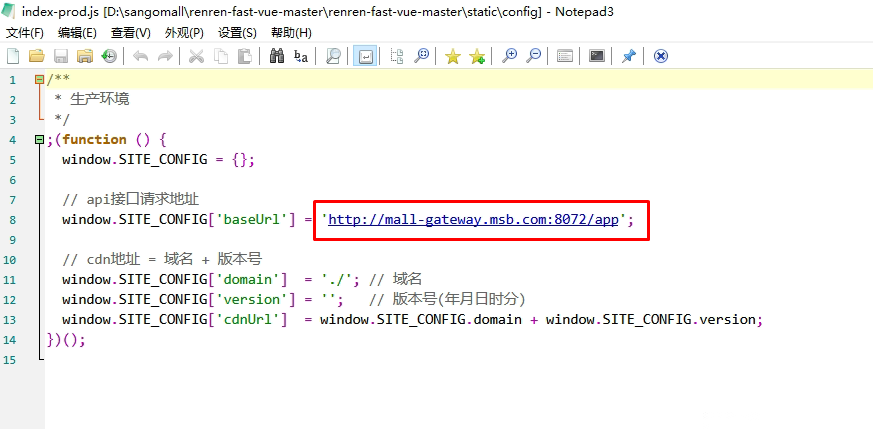 index-prod.js [D:\sangomall\renren-fast-vue-master\renren-fast-vue-master\static\config] - Notepad3
文件(F) 编辑(E) 查看(V) 外观(P) 设置(S) 帮助(H)
1 /**
2  * 生产环境
3  */
4 ;(function () {
5   window.SITE_CONFIG = {};
6
7   // api接口请求地址
8   window.SITE_CONFIG['baseUrl'] = 'http://mall-gateway.msb.com:8072/app';
9
10   // cdn地址 = 域名 + 版本号
11   window.SITE_CONFIG['domain']  = './'; // 域名
12   window.SITE_CONFIG['version'] = '';   // 版本号(年月日时分)
13   window.SITE_CONFIG['cdnUrl']  = window.SITE_CONFIG.domain + window.SITE_CONFIG.version;
14 })();
15